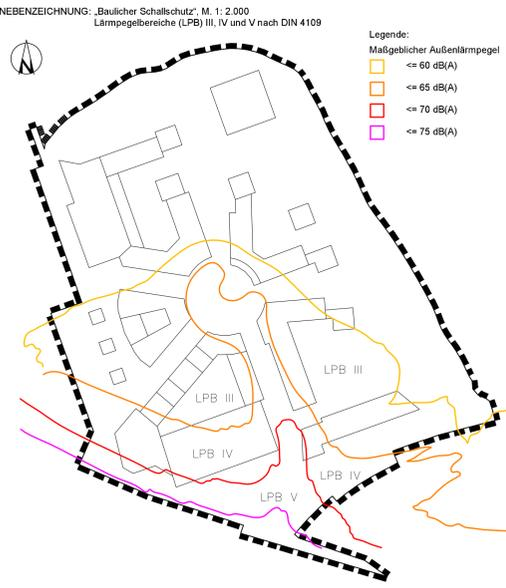 NEBENZEICHNUNG: „Baulicher Schallschutz“, M. 1: 2.000
Lärmpegelbereiche (LPB) III, IV und V nach DIN 4109
N
Legende:
Maßgeblicher Außenlärmpegel
<= 60 dB(A)
<= 65 dB(A)
<= 70 dB(A)
<= 75 dB(A)
LPB III
LPB III
LPB IV
LPB IV
LPB V